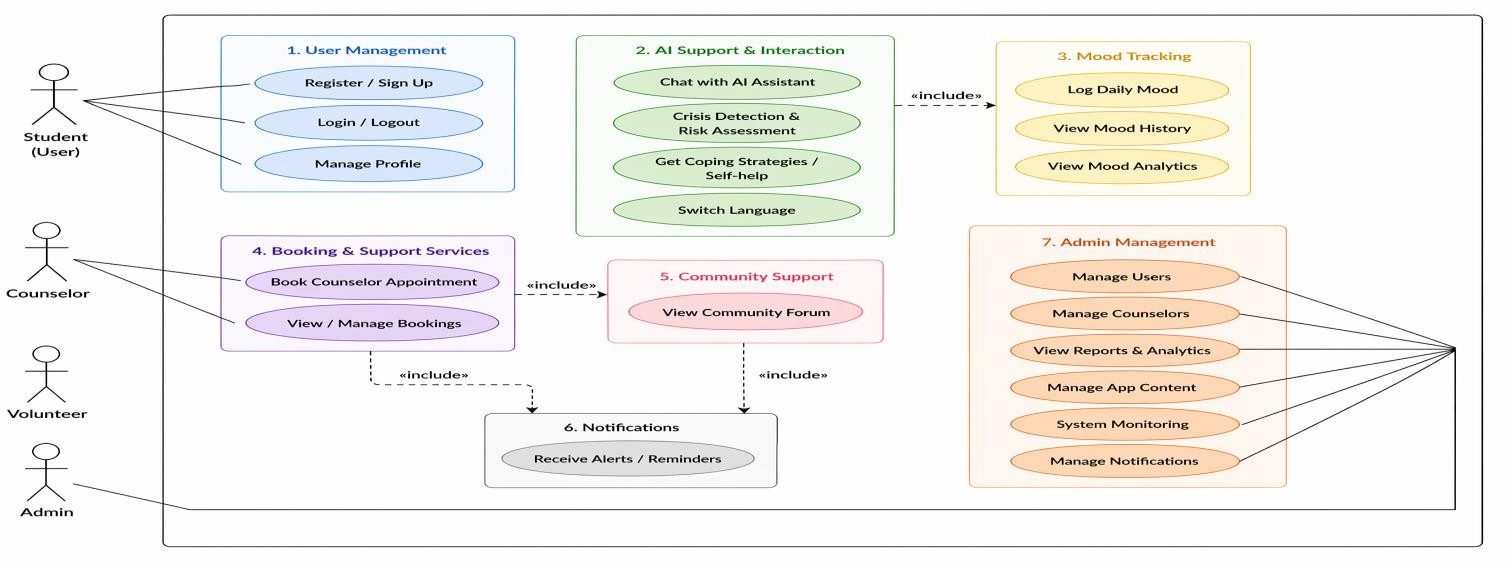 Student
(User)
Counselor
Volunteer
Admin
1. User Management
Register / Sign Up
Login / Logout
Manage Profile
2. AI Support & Interaction
Chat with AI Assistant
Crisis Detection &
Risk Assessment
Get Coping Strategies /
Self-help
Switch Language
«include»
3. Mood Tracking
Log Daily Mood
View Mood History
View Mood Analytics
4. Booking & Support Services
Book Counselor Appointment
View / Manage Bookings
«include»
5. Community Support
View Community Forum
«include»
«include»
6. Notifications
Receive Alerts / Reminders
7. Admin Management
Manage Users
Manage Counselors
View Reports & Analytics
Manage App Content
System Monitoring
Manage Notifications